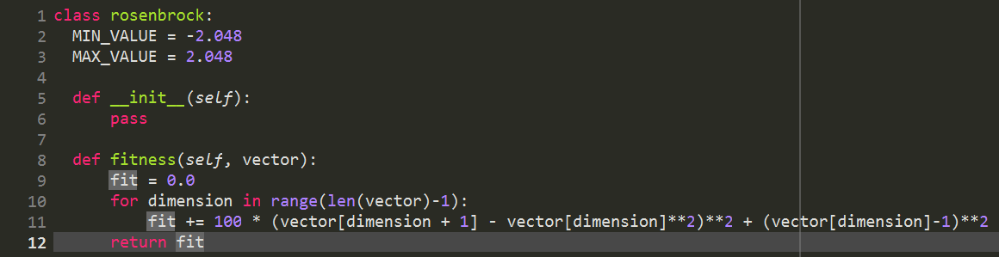 1 class rosenbrock:
2   MIN_VALUE = -2.048
3   MAX_VALUE = 2.048
4
5   def __init__(self):
6       pass
7
8   def fitness(self, vector):
9       fit = 0.0
10      for dimension in range(len(vector)-1):
11          fit += 100 * (vector[dimension + 1] - vector[dimension]**2)**2 + (vector[dimension]-1)**2
12      return fit